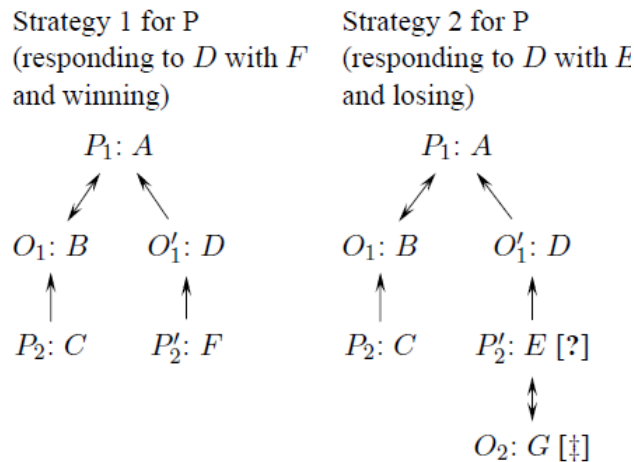 Strategy 1 for P
(responding to D with F
and winning)
P₁: A
O₁: B O′₁: D
P₂: C P′₂: F
Strategy 2 for P
(responding to D with E
and losing)
P₁: A
O₁: B O′₁: D
P₂: C P′₂: E [?]
O₂: G [‡]